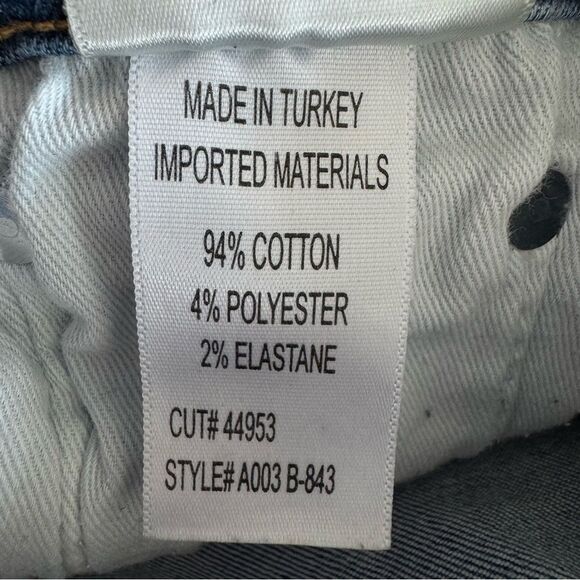 MADE IN TURKEY
IMPORTED MATERIALS
94% COTTON
4% POLYESTER
2% ELASTANE
CUT# 44953
STYLE# A003 B-843